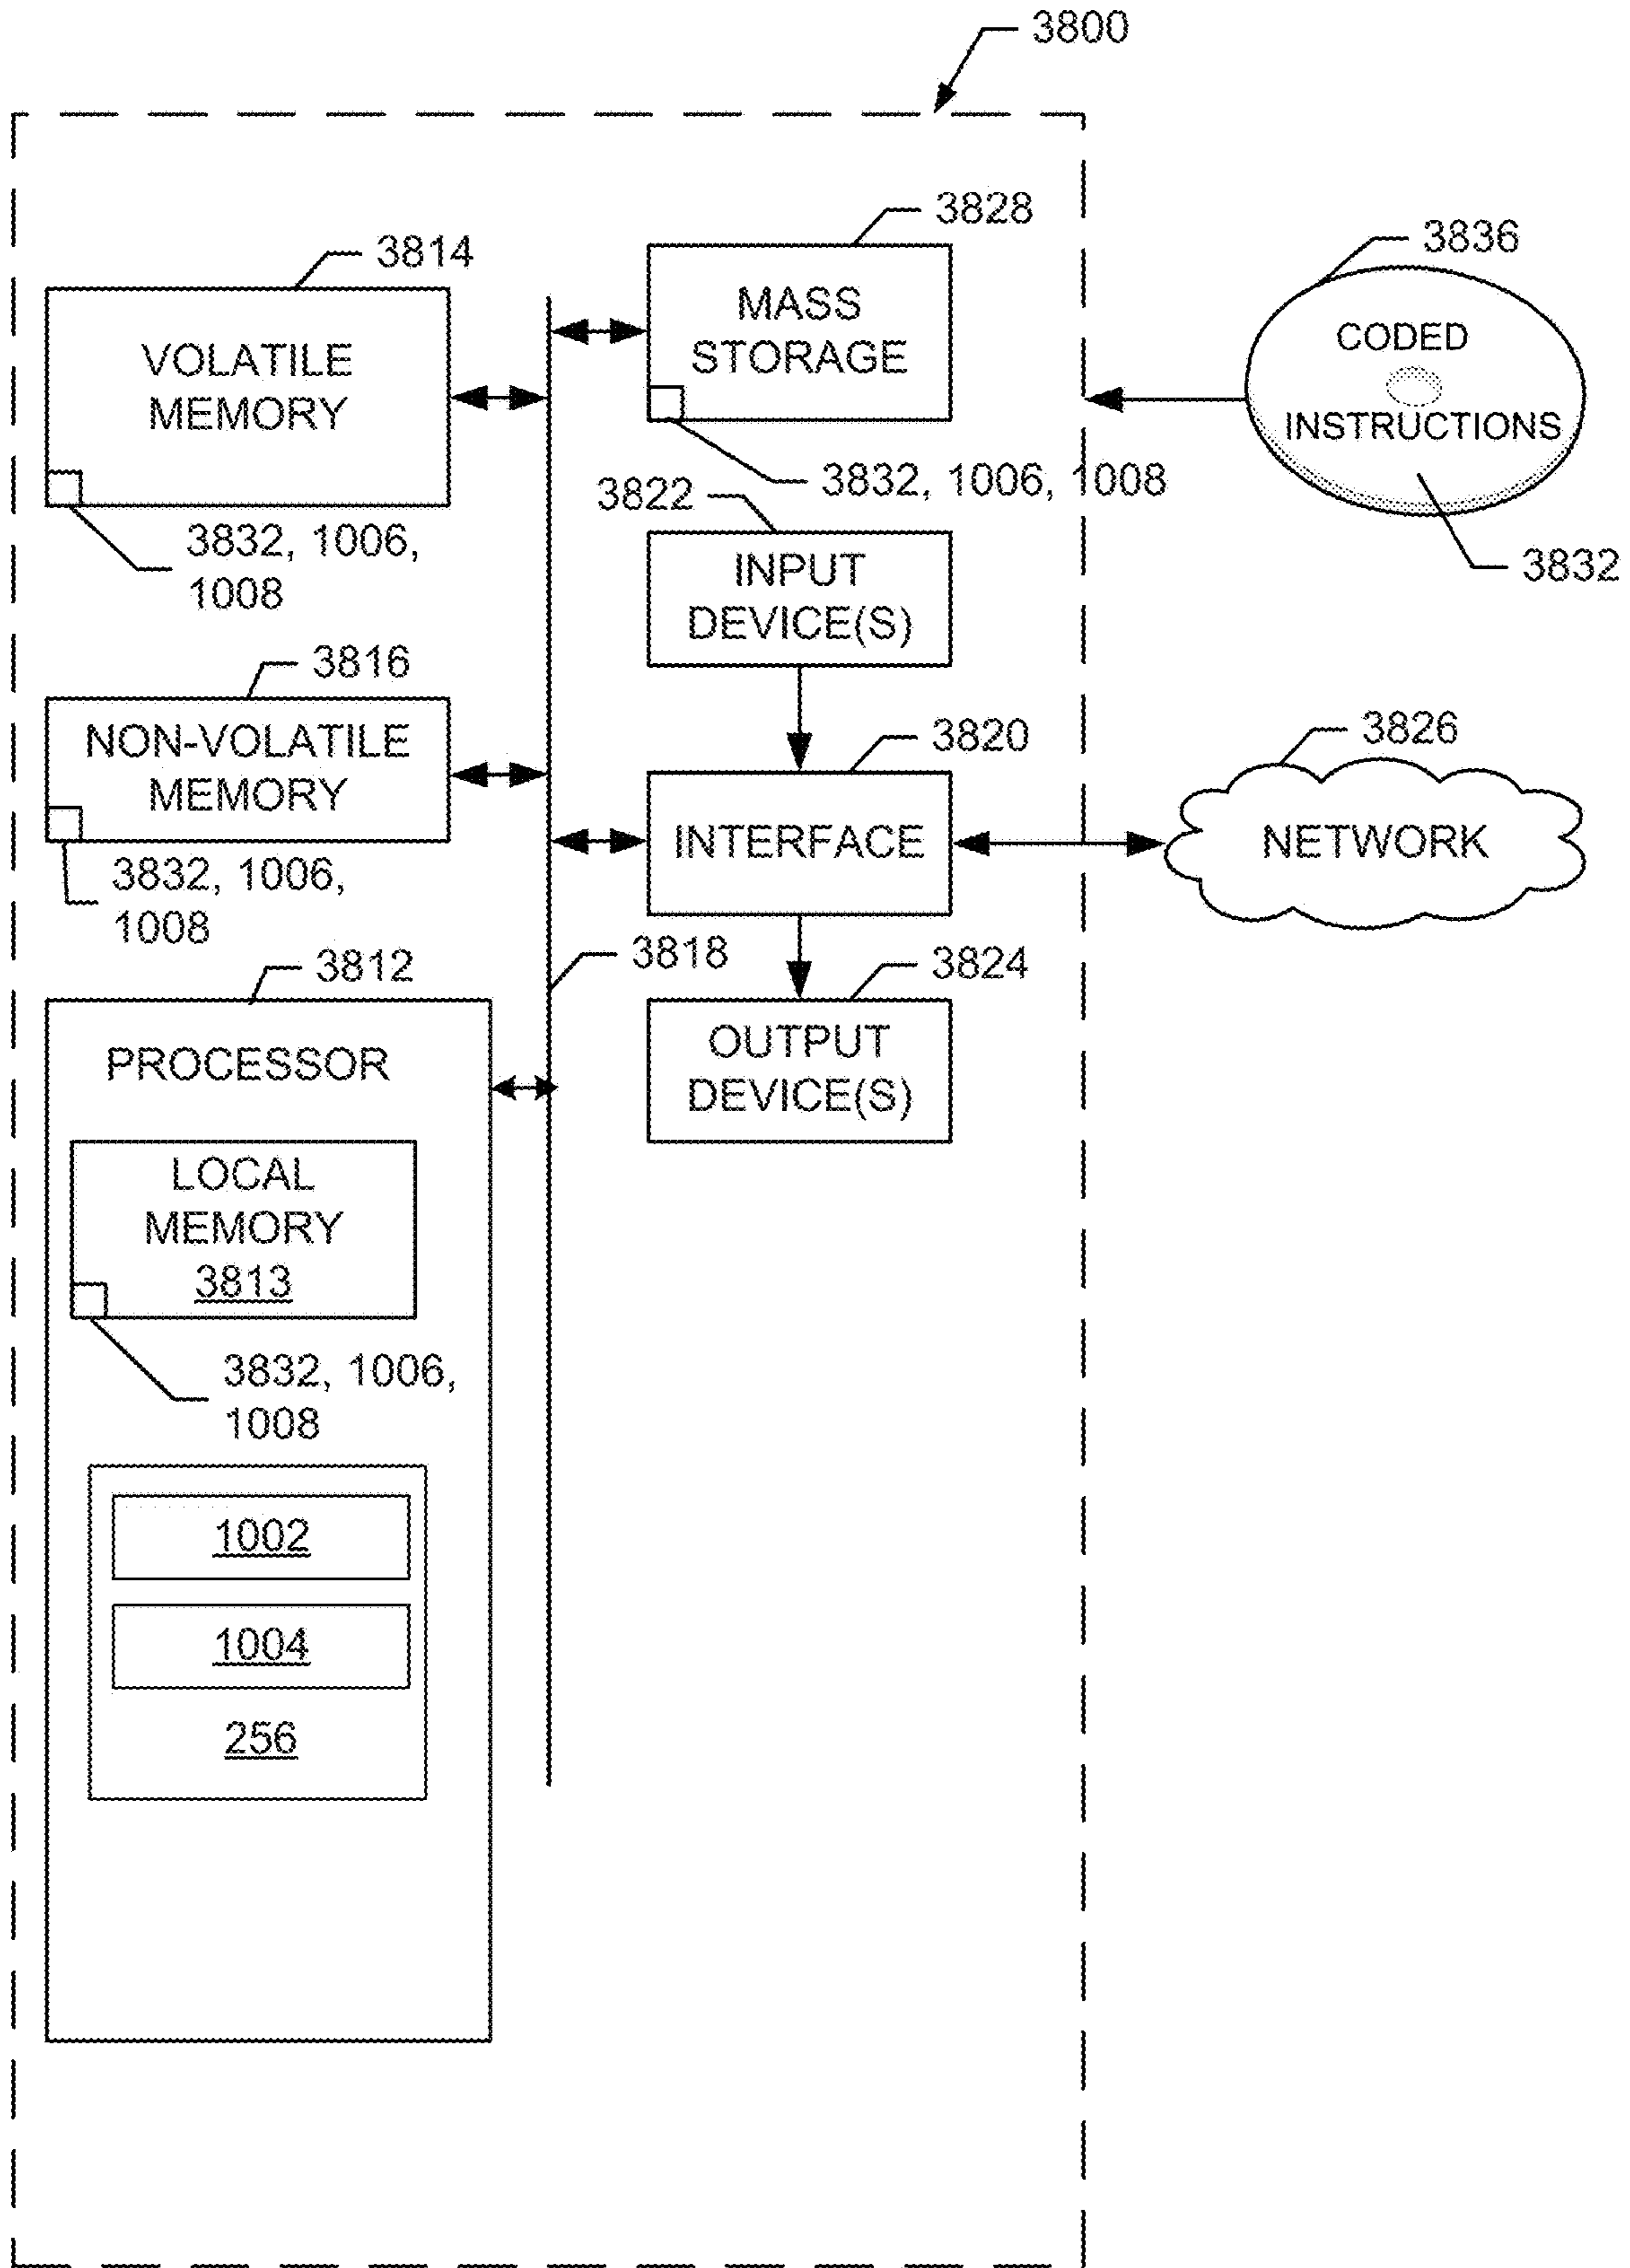 3800
3814
VOLATILE
MEMORY
3832, 1006,
1008
3828
MASS
STORAGE
3832, 1006, 1008
3836
CODED
INSTRUCTIONS
3832
3822
INPUT
DEVICE(S)
3816
NON-VOLATILE
MEMORY
3832, 1006,
1008
3820
INTERFACE
3826
NETWORK
3818
3824
OUTPUT
DEVICE(S)
3812
PROCESSOR
LOCAL
MEMORY
3813
3832, 1006,
1008
1002
1004
256